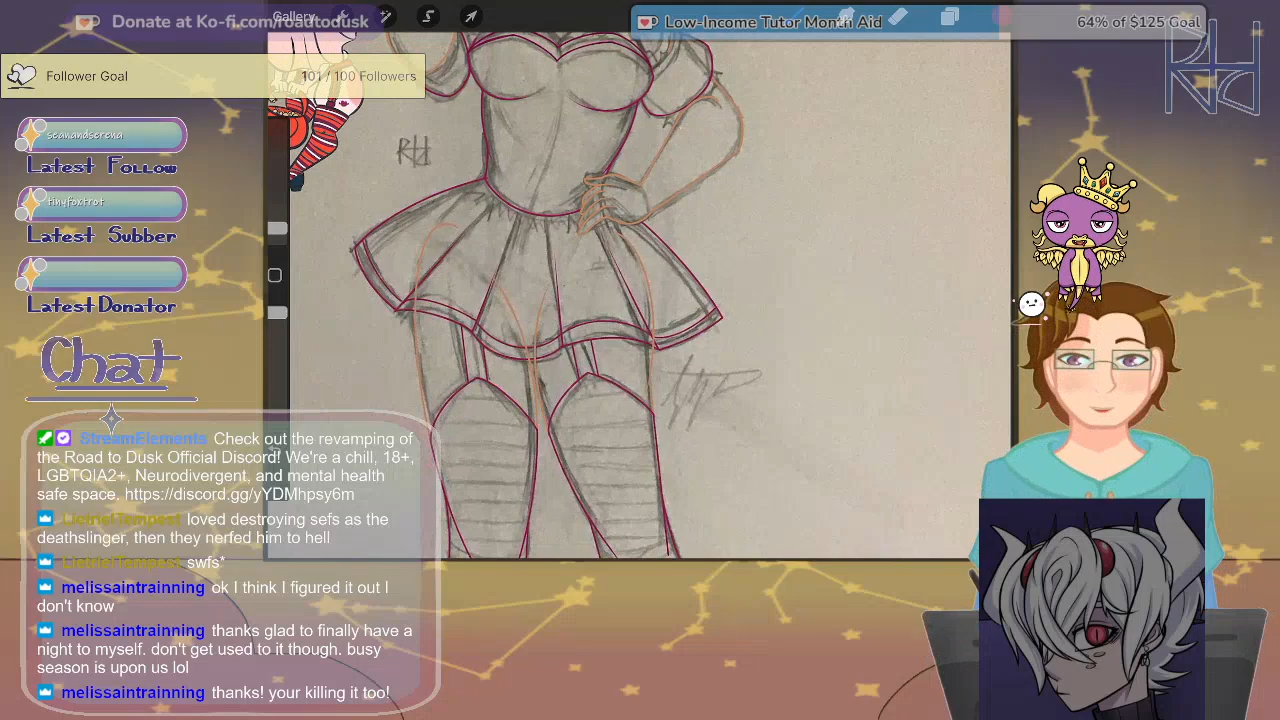 Donate at Ko-fi.com/roadtodusk
Gallery
Low-Income Tutor Month Aid
64% of $125 Goal
Follower Goal
101 / 100 Followers
RH
seanandserena
Latest Follow
tinyfoxtrot
Latest Subber
Latest Donator
Chat
StreamElements Check out the revamping of
the Road to Dusk Official Discord! We're a chill, 18+,
LGBTQIA2+, Neurodivergent, and mental health
safe space. https://discord.gg/yYDMhpsy6m
LietrielTempest loved destroying sefs as the
deathslinger, then they nerfed him to hell
LietrielTempest swfs*
melissaintrainning ok I think I figured it out I
don't know
melissaintrainning thanks glad to finally have a
night to myself. don't get used to it though. busy
season is upon us lol
melissaintrainning thanks! your killing it too!